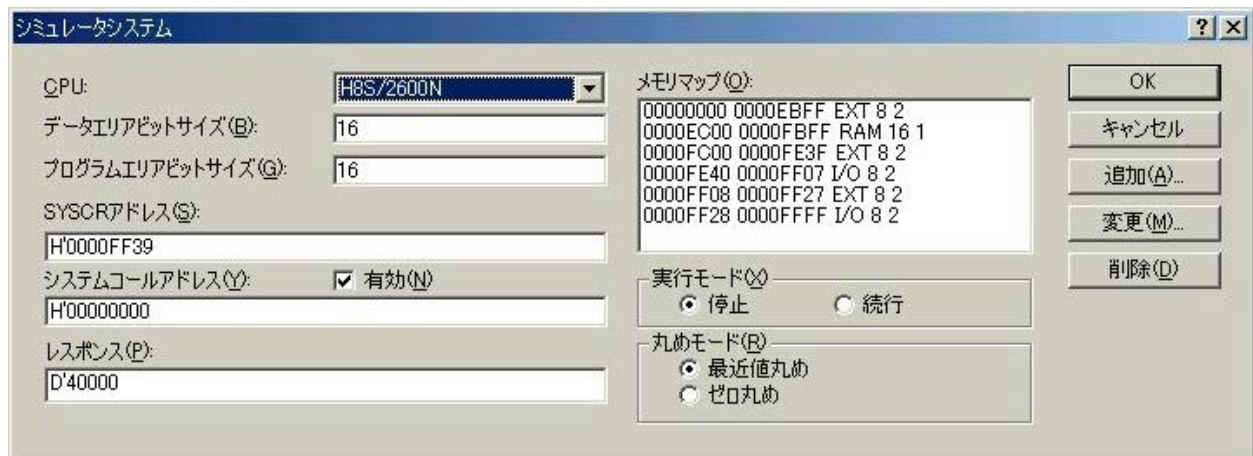 シミュレータシステム
CPU:
H8S/2600N
データエリアビットサイズ(B):
16
プログラムエリアビットサイズ(G):
16
SYSCRアドレス(S):
H'0000FF39
システムコールアドレス(Y):
有効(N)
H'00000000
レスポンス(P):
D'40000
メモリマップ(O):
00000000 0000EBFF EXT 8 2
0000EC00 0000FBFF RAM 16 1
0000FC00 0000FE3F EXT 8 2
0000FE40 0000FF07 I/O 8 2
0000FF08 0000FF27 EXT 8 2
0000FF28 0000FFFF I/O 8 2
実行モード(X)
停止 続行
丸めモード(R)
最近値丸め
ゼロ丸め
OK
キャンセル
追加(A)...
変更(M)...
削除(D)